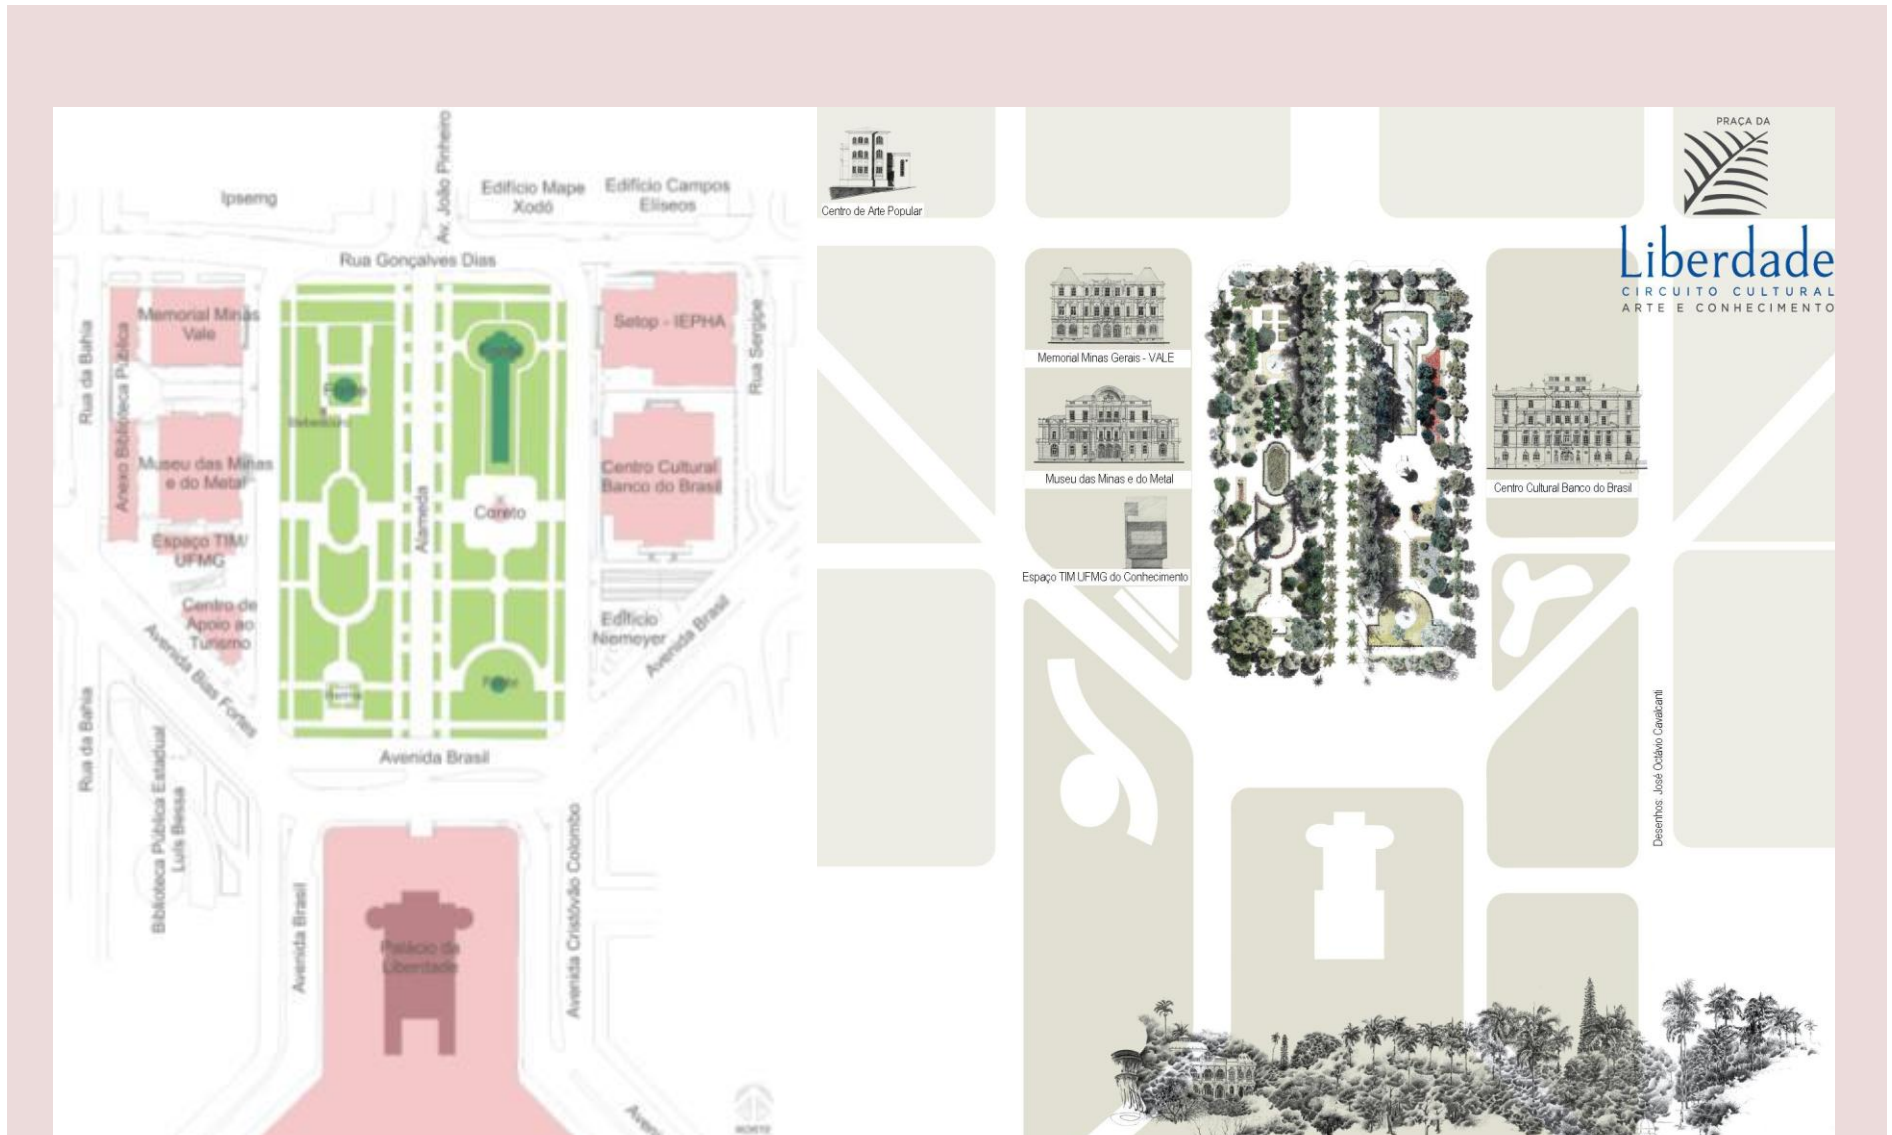 Av. João Pinheiro
Ipsemg
Edifício Mape
Xodó
Edifício Campos
Elíseos
Rua Gonçalves Dias
Rua da Bahia
Anexo Biblioteca Pública
Memorial Minas
Vale
Setop - IEPHA
Rua Sergipe
Fonte
Museu das Minas
e do Metal
Centro Cultural
Banco do Brasil
Alameda
Coreto
Espaço TIM/
UFMG
Centro de
Apoio ao
Turismo
Edifício
Niemeyer
Avenida Brasil
Avenida Bias Fortes
Fonte
Rua da Bahia
Avenida Brasil
Biblioteca Pública Estadual
Luís Bessa
Avenida Brasil
Palácio da
Liberdade
Avenida Cristóvão Colombo
NORTE
Centro de Arte Popular
PRAÇA DA
Liberdade
CIRCUITO CULTURAL
ARTE E CONHECIMENTO
Memorial Minas Gerais - VALE
Museu das Minas e do Metal
Centro Cultural Banco do Brasil
Espaço TIM UFMG do Conhecimento
Desenhos: José Octávio Cavalcanti